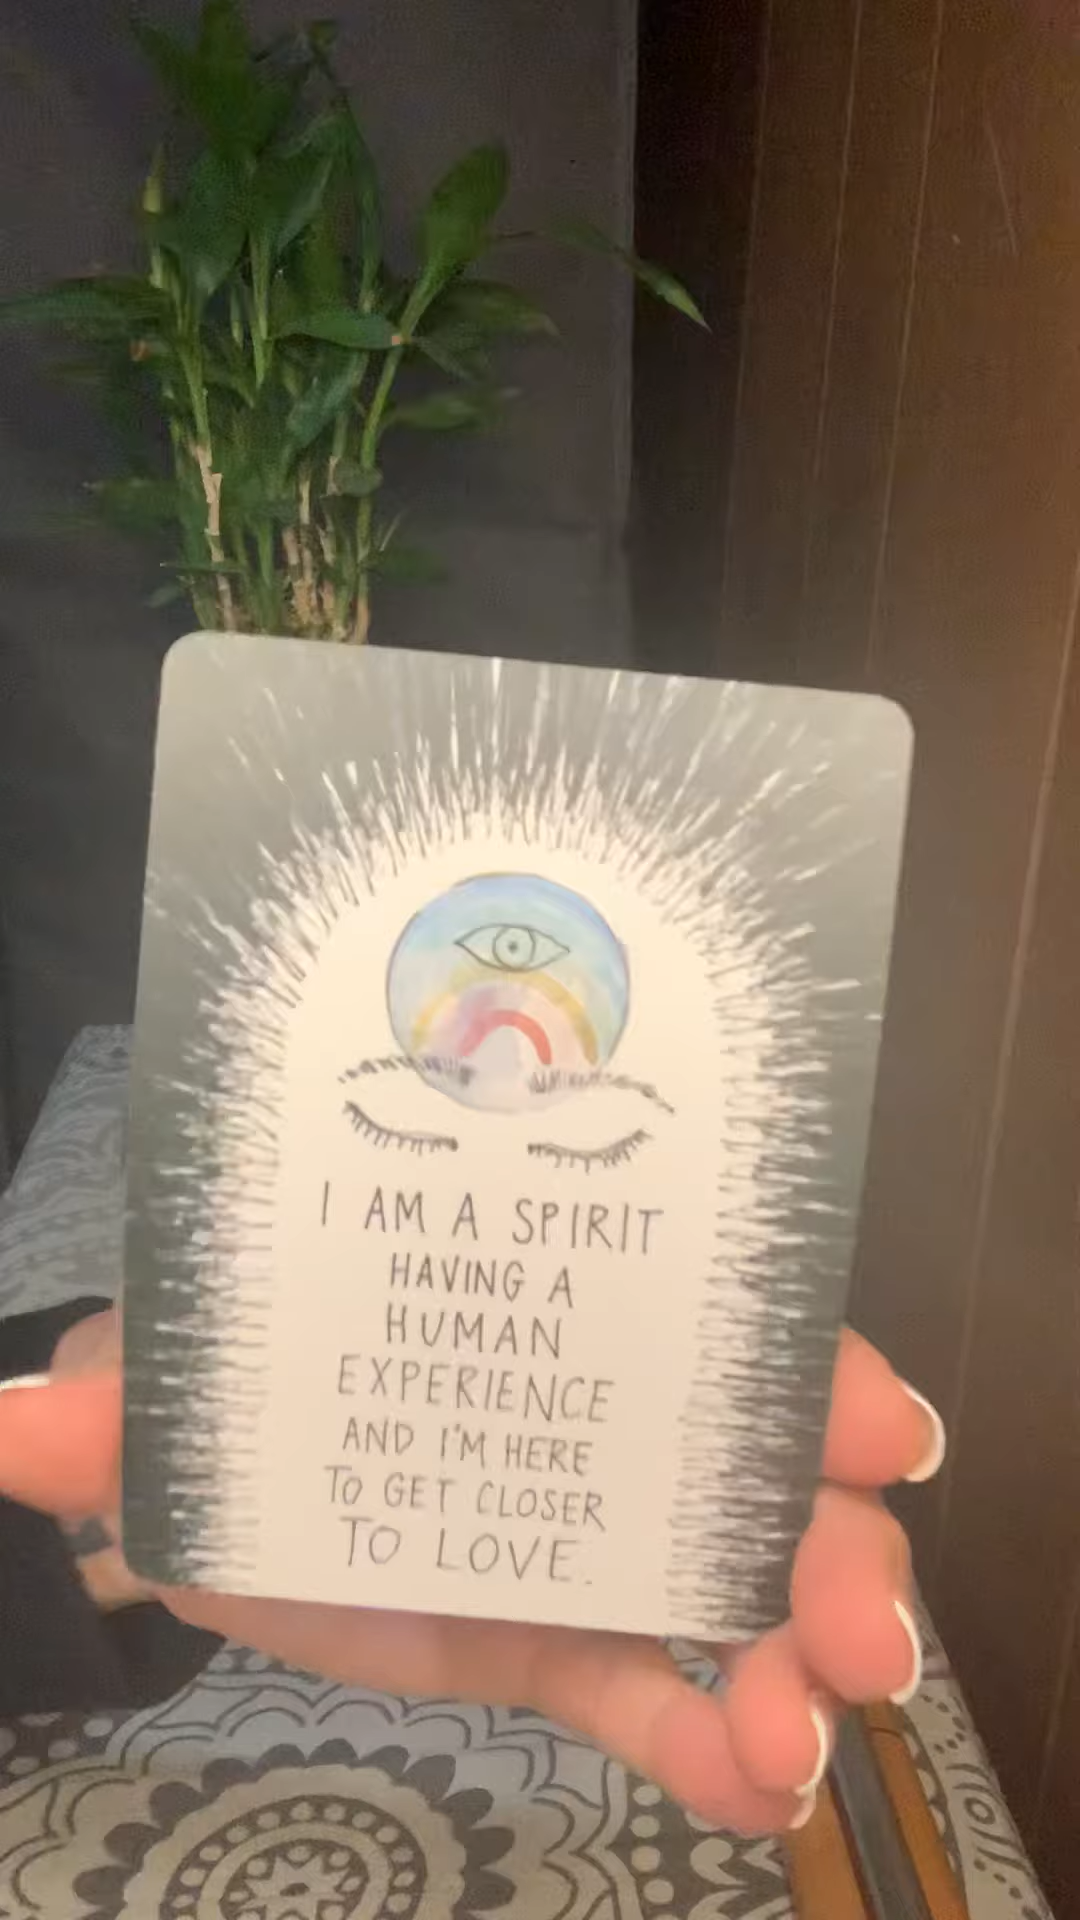 I AM A SPIRIT
HAVING A
HUMAN
EXPERIENCE
AND I'M HERE
TO GET CLOSER
TO LOVE.